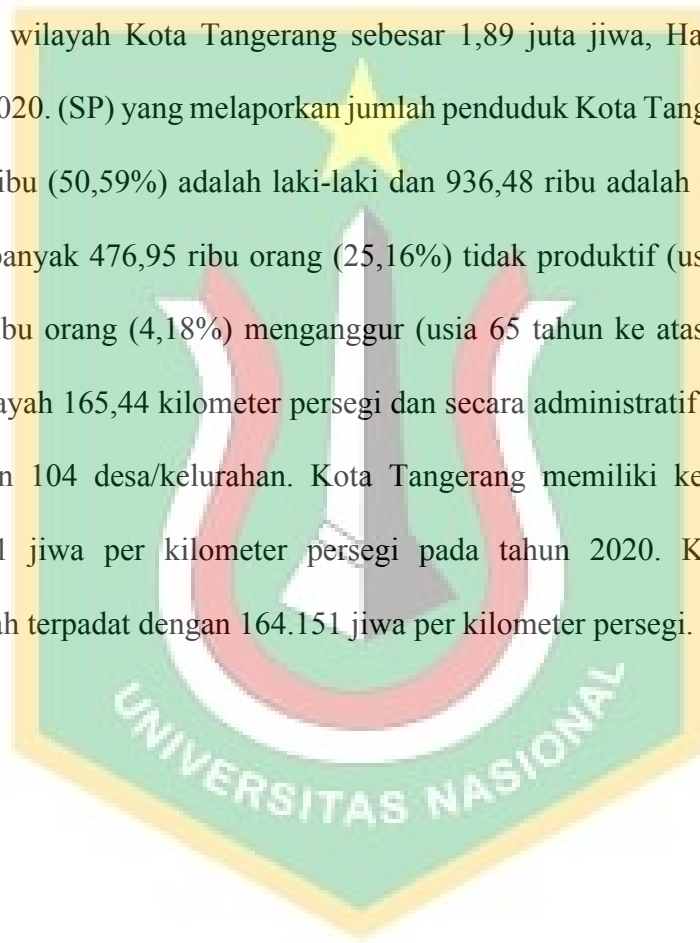 wilayah Kota Tangerang sebesar 1,89 juta jiwa, Ha
020. (SP) yang melaporkan jumlah penduduk Kota Tang
ibu (50,59%) adalah laki-laki dan 936,48 ribu adalah
banyak 476,95 ribu orang (25,16%) tidak produktif (us
bu orang (4,18%) menganggur (usia 65 tahun ke atas
ayah 165,44 kilometer persegi dan secara administratif
n 104 desa/kelurahan. Kota Tangerang memiliki ke
1 jiwa per kilometer persegi pada tahun 2020. K
ah terpadat dengan 164.151 jiwa per kilometer persegi.
UNIVERSITAS NASIONAL